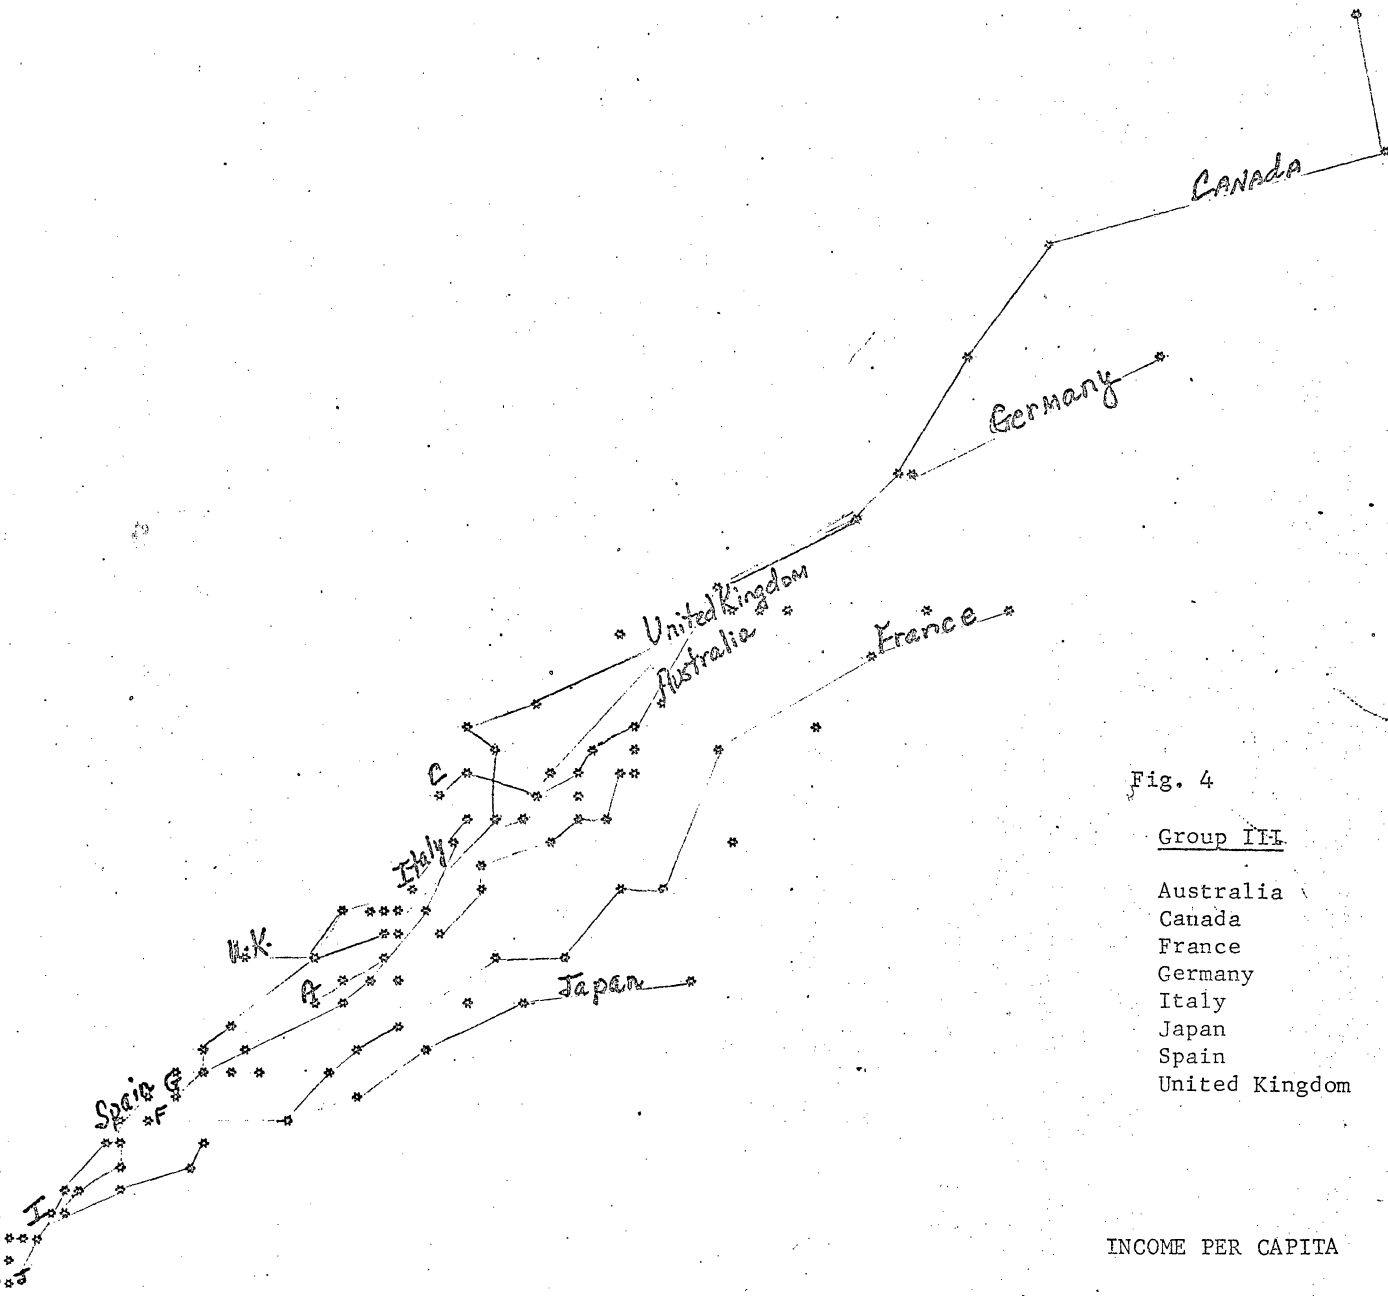 CANADA
Germany
United Kingdom
Australia
France
C
Italy
U.K.
A
Japan
Spain
G
F
I
J
Fig. 4
Group III
Australia
Canada
France
Germany
Italy
Japan
Spain
United Kingdom
INCOME PER CAPITA